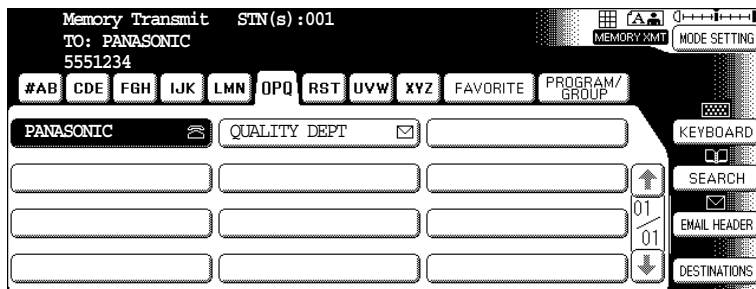 Memory Transmit STN(s):001
TO: PANASONIC
5551234
MEMORY XMT
MODE SETTING
#AB CDE FGH IJK LMN OPQ RST UVW XYZ FAVORITE PROGRAM/
GROUP
PANASONIC QUALITY DEPT
KEYBOARD
SEARCH
01
EMAIL HEADER
01
DESTINATIONS